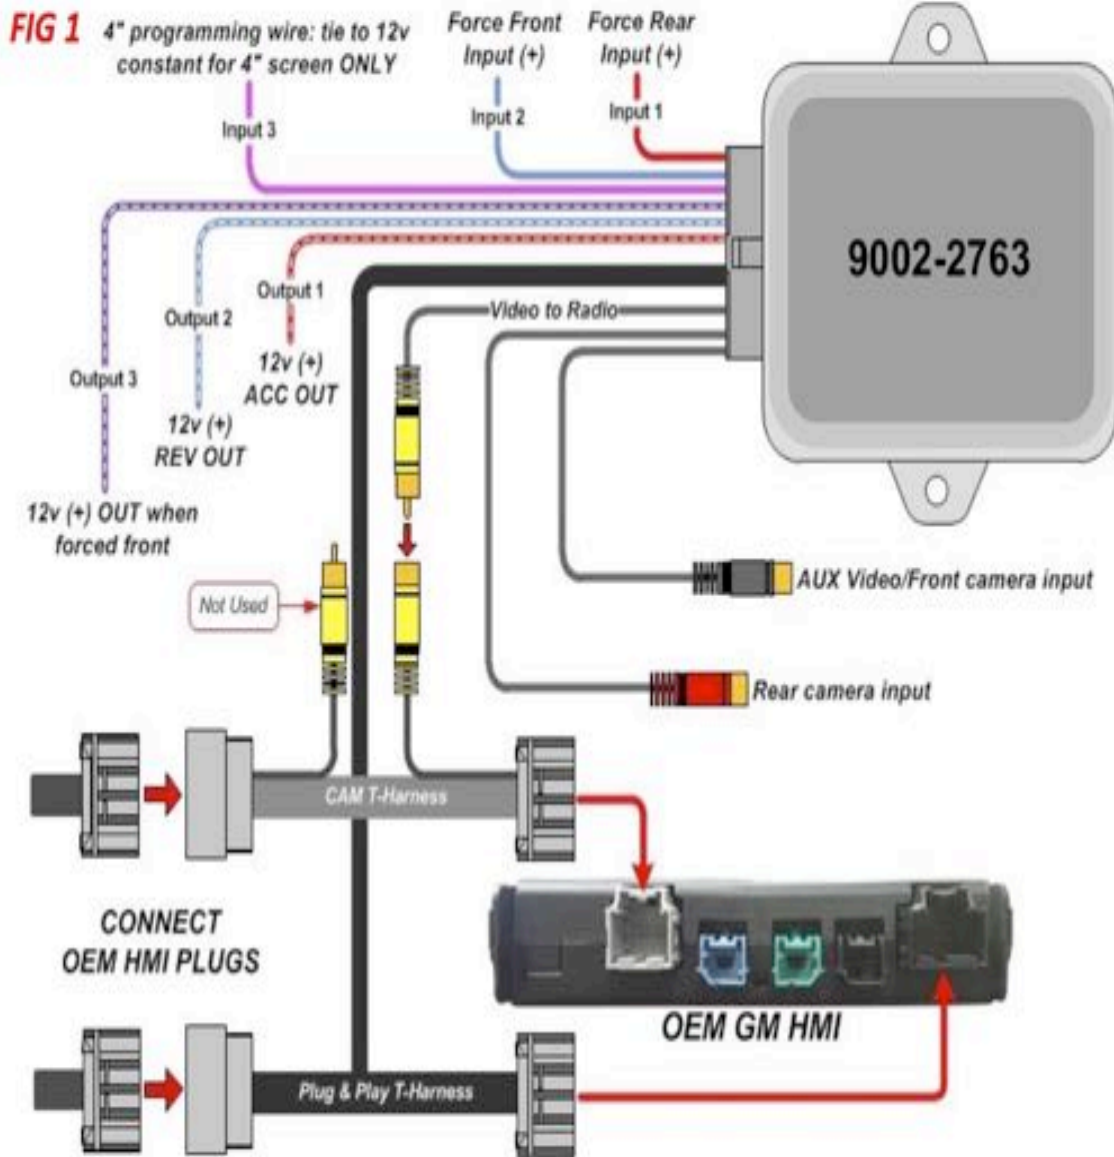 FIG 1
4" programming wire: tie to 12v
constant for 4" screen ONLY
Force Front
Input (+)
Force Rear
Input (+)
Input 3
Input 2
Input 1
9002-2763
Output 1
Output 2
Output 3
Video to Radio
12v (+)
ACC OUT
12v (+)
REV OUT
12v (+) OUT when
forced front
Not Used
AUX Video/Front camera input
Rear camera input
CAM T-Harness
CONNECT
OEM HMI PLUGS
OEM GM HMI
Plug & Play T-Harness